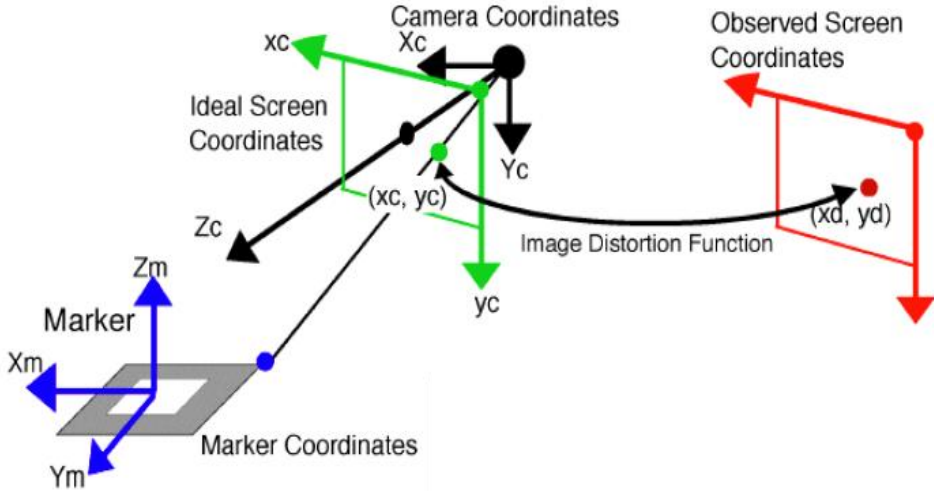 Camera Coordinates
Observed Screen
Coordinates
xc
Xc
Ideal Screen
Coordinates
Yc
(xc, yc)
(xd, yd)
Zc
Image Distortion Function
Zm
yc
Marker
Xm
Marker Coordinates
Ym